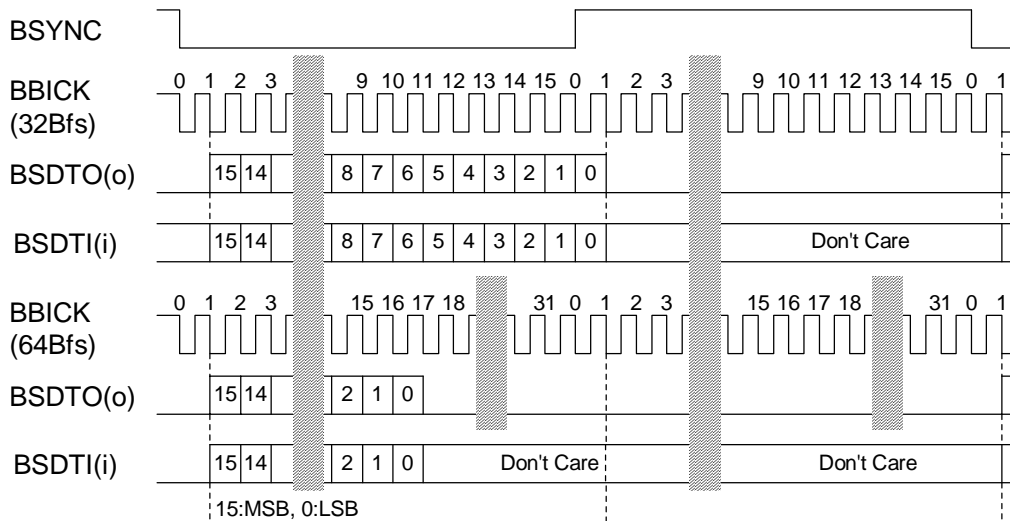 BSYNC
0 1 2 3 9 10 11 12 13 14 15 0 1 2 3 9 10 11 12 13 14 15 0 1
BBICK
(32Bfs)
BSDTO(o) 15 14 8 7 6 5 4 3 2 1 0
BSDTI(i) 15 14 8 7 6 5 4 3 2 1 0 Don't Care
0 1 2 3 15 16 17 18 31 0 1 2 3 15 16 17 18 31 0 1
BBICK
(64Bfs)
BSDTO(o) 15 14 2 1 0
BSDTI(i) 15 14 2 1 0 Don't Care Don't Care
15:MSB, 0:LSB